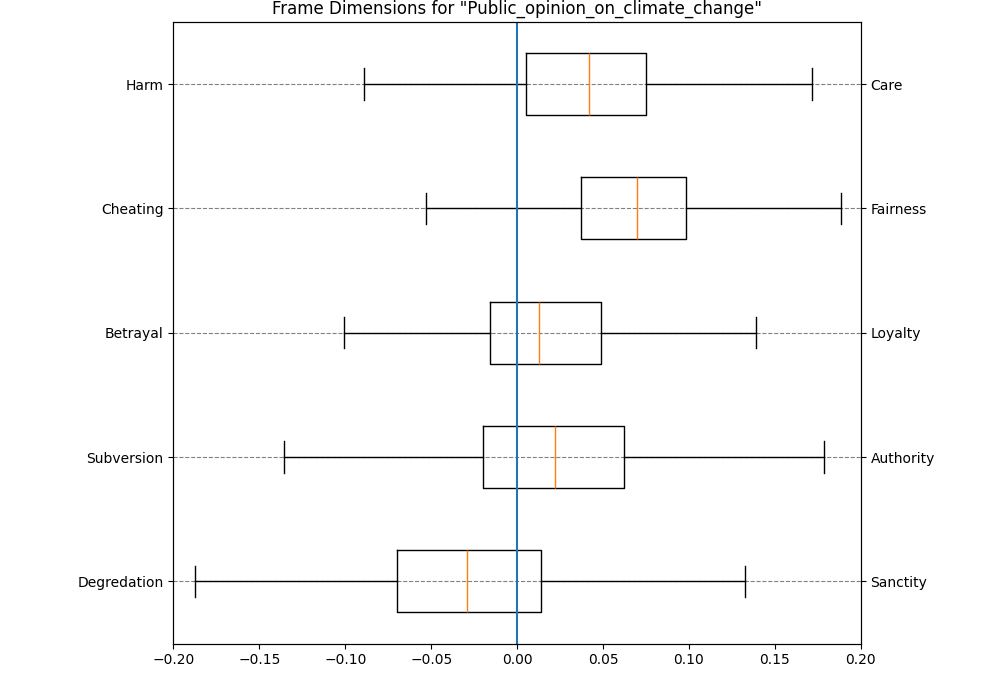 Frame Dimensions for "Public_opinion_on_climate_change"
Harm Care
Cheating Fairness
Betrayal Loyalty
Subversion Authority
Degredation Sanctity
−0.20 −0.15 −0.10 −0.05 0.00 0.05 0.10 0.15 0.20